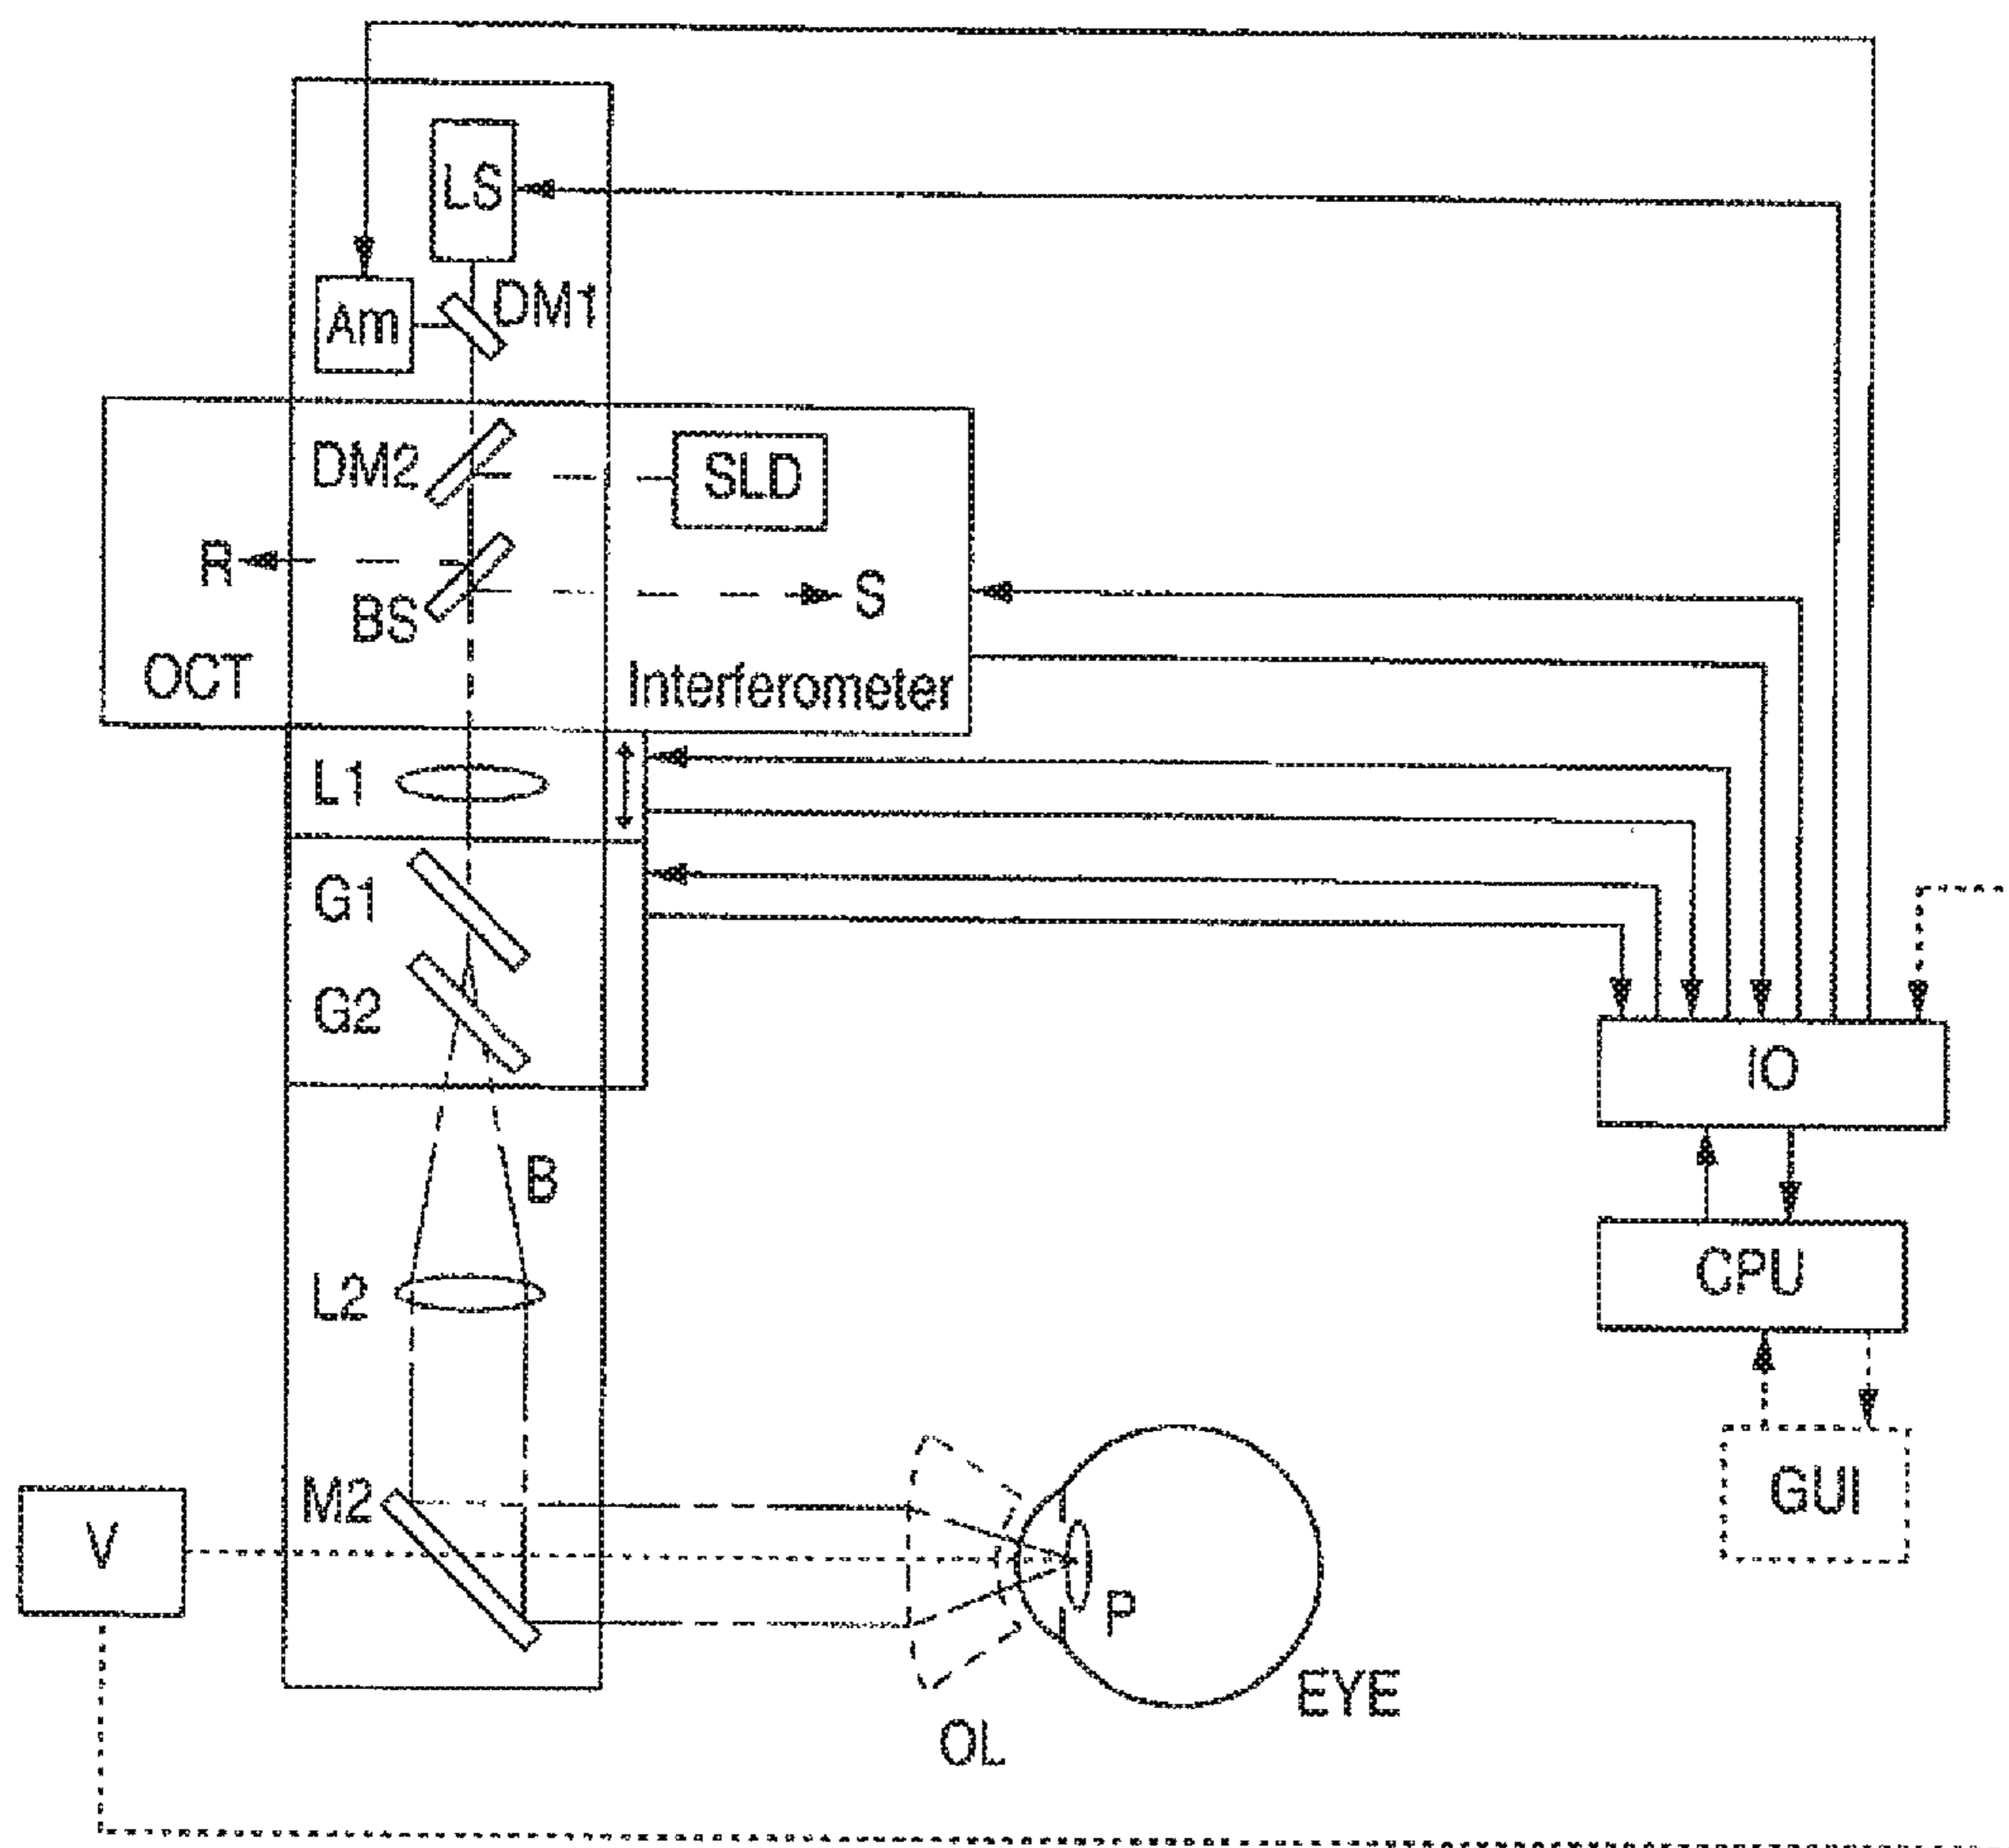 LS
Am
DM1
DM2
SLD
R
BS
S
OCT
Interferometer
L1
G1
G2
IO
B
CPU
L2
GUI
M2
V
P
EYE
OL